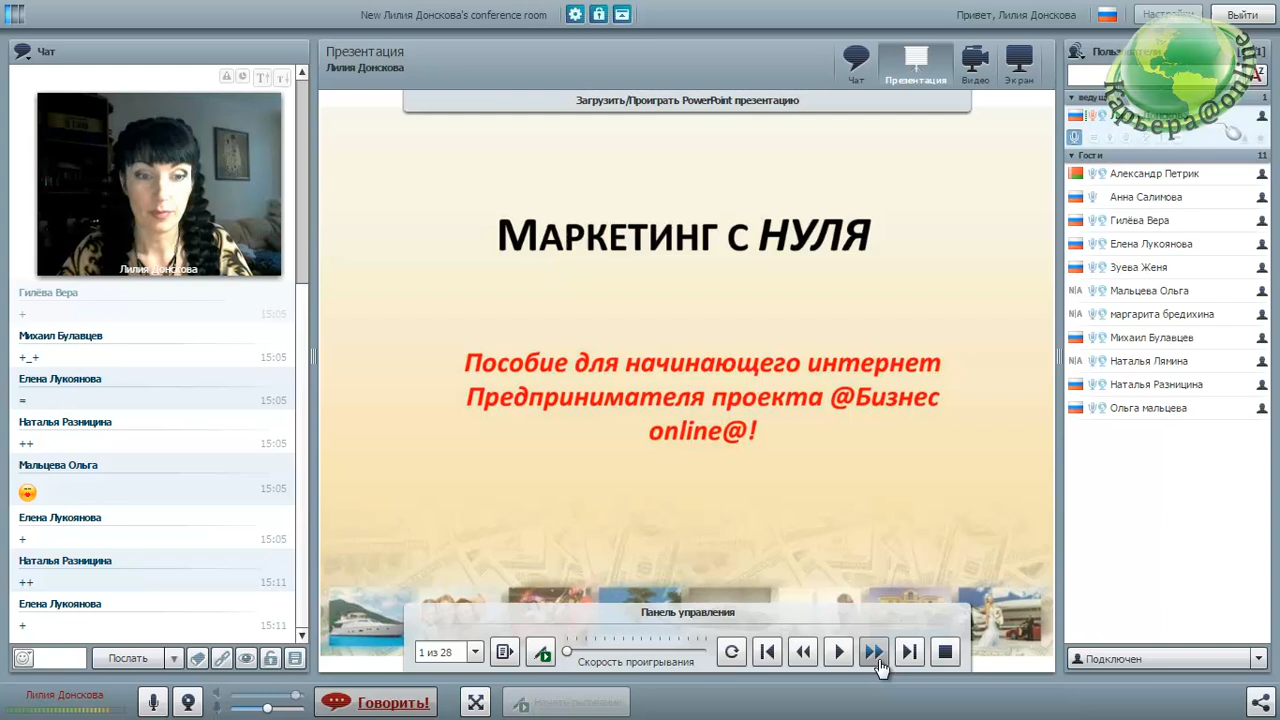 New Лилия Донскова's conference room
Привет, Лилия Донскова
Настройки
Выйти
Чат
Лилия Донскова
Гилёва Вера
+
15:05
Михаил Булавцев
+_+
15:05
Елена Лукоянова
=
15:05
Наталья Разницина
++
15:05
Мальцева Ольга
15:05
Елена Лукоянова
+
15:05
Наталья Разницина
++
15:11
Елена Лукоянова
+
15:11
Послать
Презентация
Лилия Донскова
Чат
Презентация
Видео
Экран
Загрузить/Проиграть PowerPoint презентацию
МАРКЕТИНГ С НУЛЯ
Пособие для начинающего интернет
Предпринимателя проекта @Бизнес
online@!
Панель управления
1 из 28
Скорость проигрывания
Пользователи
карьера@online
1
Гости
11
Александр Петрик
Анна Салимова
Гилёва Вера
Елена Лукоянова
Зуева Женя
N|A Мальцева Ольга
N|A маргарита бредихина
Михаил Булавцев
N|A Наталья Лямина
Наталья Разницина
Ольга мальцева
Подключен
Лилия Донскова
Говорить!